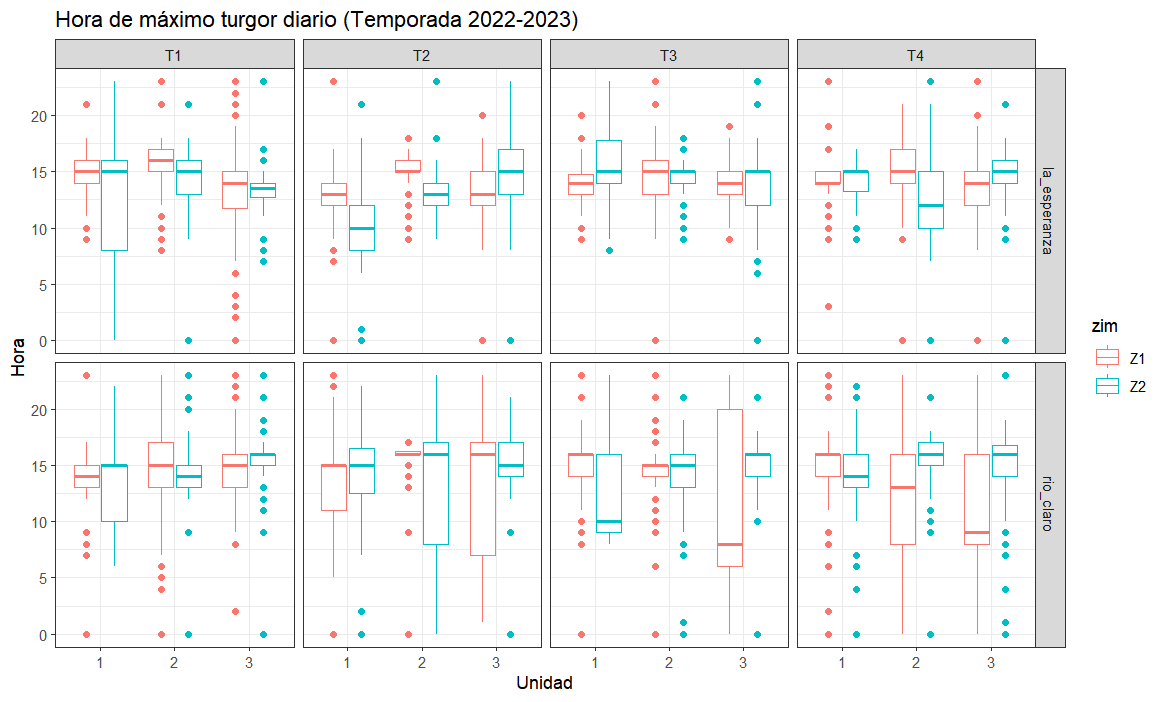 Hora de máximo turgor diario (Temporada 2022-2023)
T1 T2 T3 T4
20
15
10
5
0
la_esperanza
20
15
10
5
0
rio_claro
Hora
1 2 3 1 2 3 1 2 3 1 2 3
Unidad
zim
Z1
Z2